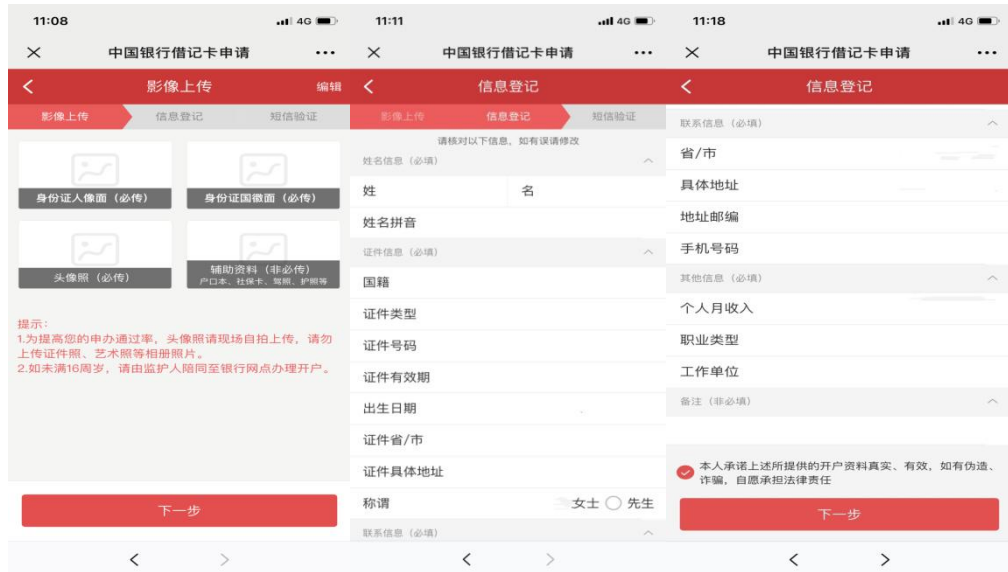 11:08
4G
中国银行借记卡申请
影像上传
编辑
影像上传
信息登记
短信验证
身份证人像面（必传）
身份证国徽面（必传）
头像照（必传）
辅助资料（非必传）
户口本、社保卡、驾照、护照等
提示：
1.为提高您的申办通过率，头像照请现场自拍上传，请勿
上传证件照、艺术照等相册照片。
2.如未满16周岁，请由监护人陪同至银行网点办理开户。
下一步
11:11
4G
中国银行借记卡申请
信息登记
影像上传
信息登记
短信验证
请核对以下信息，如有误请修改
姓名信息（必填）
姓
名
姓名拼音
证件信息（必填）
国籍
证件类型
证件号码
证件有效期
出生日期
证件省/市
证件具体地址
称谓
女士
先生
联系信息（必填）
11:18
4G
中国银行借记卡申请
信息登记
联系信息（必填）
省/市
具体地址
地址邮编
手机号码
其他信息（必填）
个人月收入
职业类型
工作单位
备注（非必填）
本人承诺上述所提供的开户资料真实、有效，如有伪造、
诈骗，自愿承担法律责任
下一步